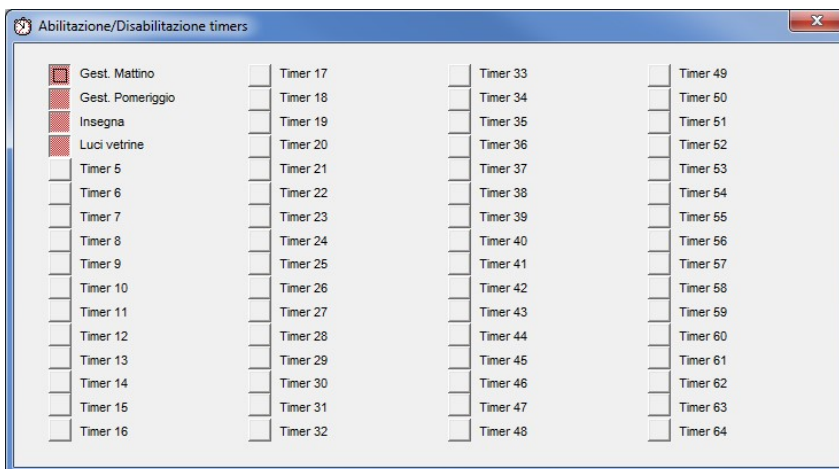 Abilitazione/Disabilitazione timers
Gest. Mattino
Gest. Pomeriggio
Insegna
Luci vetrine
Timer 5
Timer 6
Timer 7
Timer 8
Timer 9
Timer 10
Timer 11
Timer 12
Timer 13
Timer 14
Timer 15
Timer 16
Timer 17
Timer 18
Timer 19
Timer 20
Timer 21
Timer 22
Timer 23
Timer 24
Timer 25
Timer 26
Timer 27
Timer 28
Timer 29
Timer 30
Timer 31
Timer 32
Timer 33
Timer 34
Timer 35
Timer 36
Timer 37
Timer 38
Timer 39
Timer 40
Timer 41
Timer 42
Timer 43
Timer 44
Timer 45
Timer 46
Timer 47
Timer 48
Timer 49
Timer 50
Timer 51
Timer 52
Timer 53
Timer 54
Timer 55
Timer 56
Timer 57
Timer 58
Timer 59
Timer 60
Timer 61
Timer 62
Timer 63
Timer 64